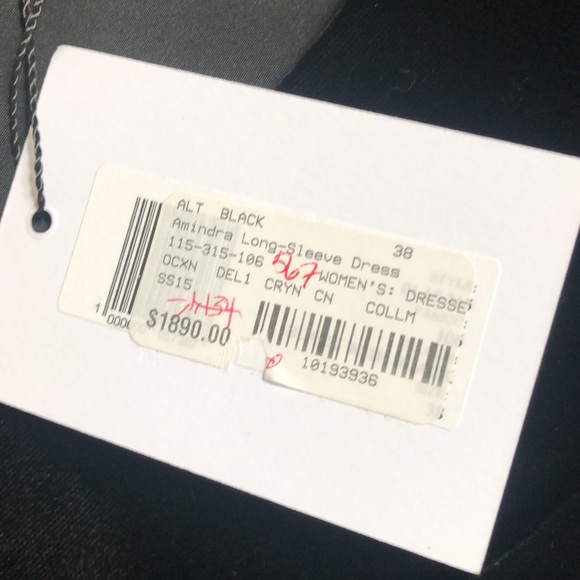 ALT BLACK 38
Amindra Long-Sleeve Dress
115-315-106 567 WOMEN'S: DRESSE
OCXN DEL1 CRYN CN COLLM
SS15
$1890.00
10193936